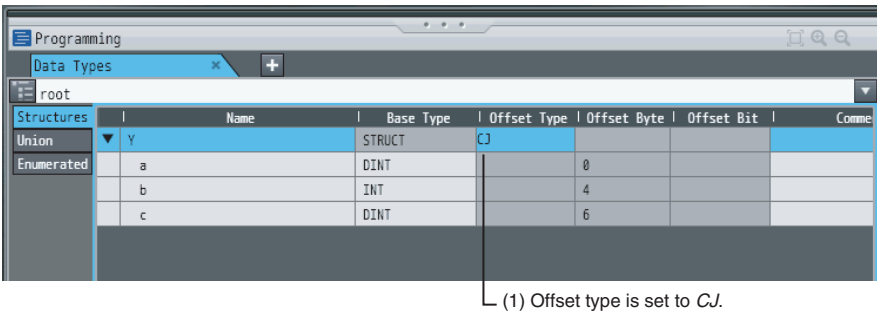 Programming
Data Types × +
root
Structures Name Base Type Offset Type Offset Byte Offset Bit Comme
Union ▼ Y STRUCT CJ
Enumerated a DINT 0
b INT 4
c DINT 6
(1) Offset type is set to CJ.